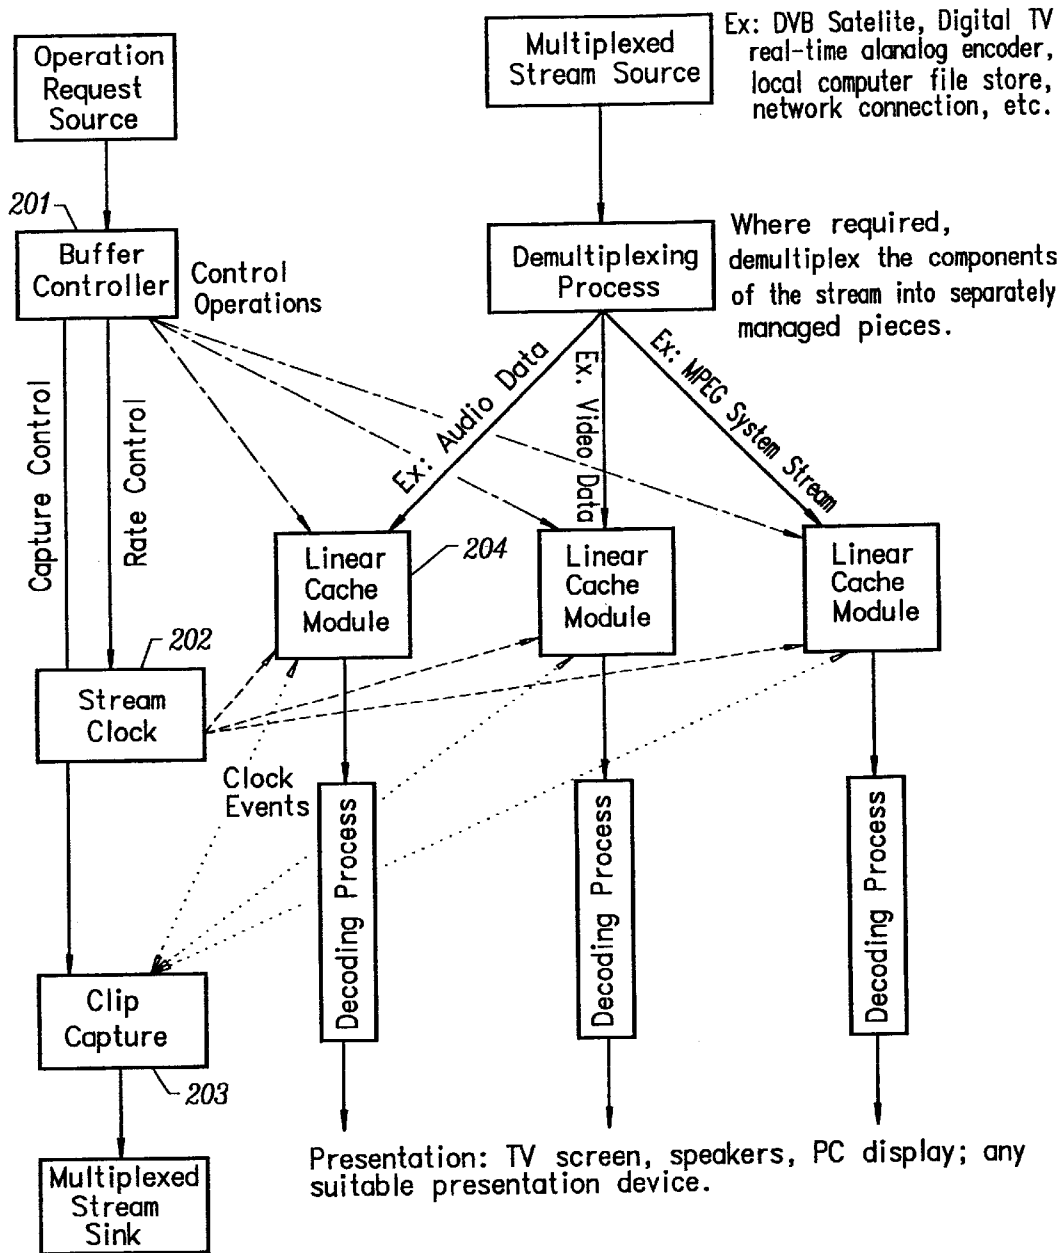 Operation
Request
Source
Multiplexed
Stream Source
Ex: DVB Satelite, Digital TV
real-time alanalog encoder,
local computer file store,
network connection, etc.
201
Buffer
Controller
Control
Operations
Demultiplexing
Process
Where required,
demultiplex the components
of the stream into separately
managed pieces.
Capture Control
Rate Control
Ex: Audio Data
Ex. Video Data
Ex: MPEG System Stream
Linear
Cache
Module
204
Linear
Cache
Module
Linear
Cache
Module
202
Stream
Clock
Clock
Events
Decoding Process
Decoding Process
Decoding Process
Clip
Capture
203
Multiplexed
Stream
Sink
Presentation: TV screen, speakers, PC display; any
suitable presentation device.